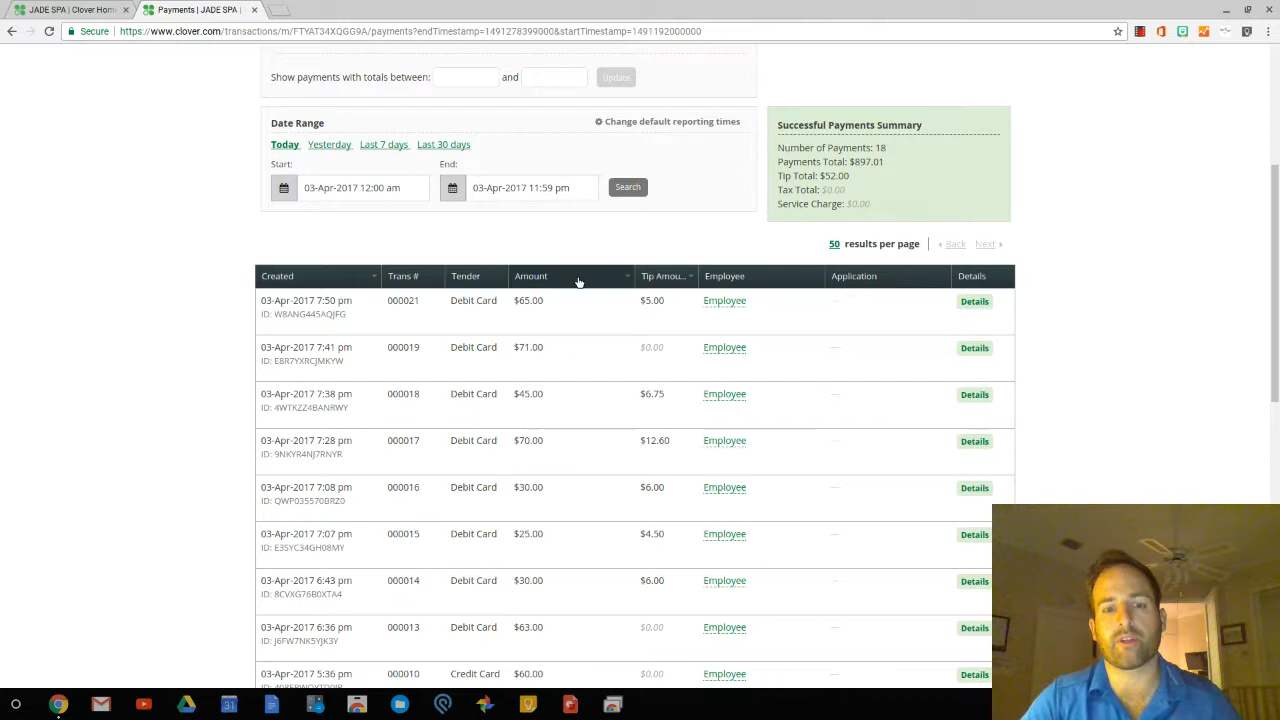 JADE SPA | Clover Hom
Payments | JADE SPA |
Secure https://www.clover.com/transactions/m/FTYAT34XQGG9A/payments?endTimestamp=1491278399000&startTimestamp=1491192000000
Show payments with totals between: and Update
Date Range Change default reporting times
Today Yesterday Last 7 days Last 30 days
Start: End:
03-Apr-2017 12:00 am 03-Apr-2017 11:59 pm Search
Successful Payments Summary
Number of Payments: 18
Payments Total: $897.01
Tip Total: $52.00
Tax Total: $0.00
Service Charge: $0.00
50 results per page Back Next
Created Trans # Tender Amount Tip Amou... Employee Application Details
03-Apr-2017 7:50 pm 000021 Debit Card $65.00 $5.00 Employee — Details
ID: W8ANG445AQJFG
03-Apr-2017 7:41 pm 000019 Debit Card $71.00 $0.00 Employee — Details
ID: E8R7YXRCJMKYW
03-Apr-2017 7:38 pm 000018 Debit Card $45.00 $6.75 Employee — Details
ID: 4WTKZZ4BANRWY
03-Apr-2017 7:28 pm 000017 Debit Card $70.00 $12.60 Employee — Details
ID: 9NKYR4NJ7RNYR
03-Apr-2017 7:08 pm 000016 Debit Card $30.00 $6.00 Employee — Details
ID: QWP035570BRZ0
03-Apr-2017 7:07 pm 000015 Debit Card $25.00 $4.50 Employee — Details
ID: E3SYC34GH08MY
03-Apr-2017 6:43 pm 000014 Debit Card $30.00 $6.00 Employee — Details
ID: 8CVXG76B0XTA4
03-Apr-2017 6:36 pm 000013 Debit Card $63.00 $0.00 Employee — Details
ID: J6FW7NK5YJK3Y
03-Apr-2017 5:36 pm 000010 Credit Card $60.00 $0.00 Employee — Details
31